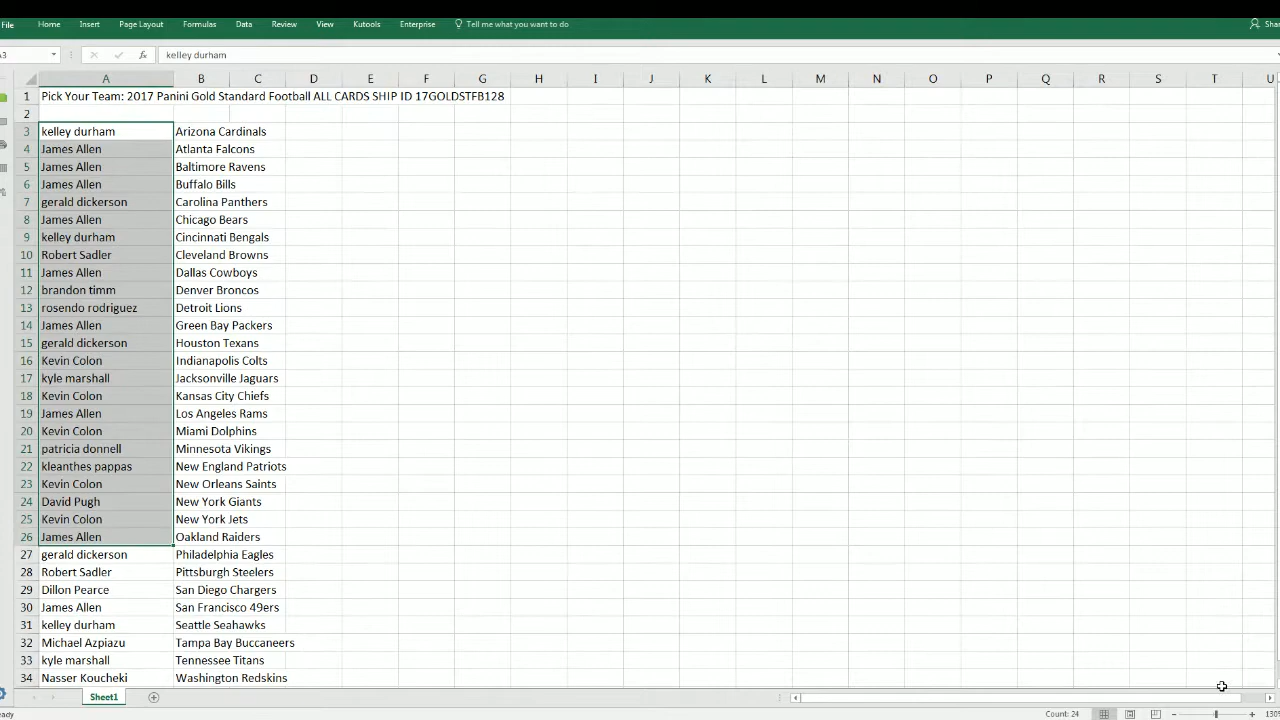 File Home Insert Page Layout Formulas Data Review View Kutools Enterprise Tell me what you want to do
kelley durham
A B C D E F G H I J K L M N O P Q R S T U
1 Pick Your Team: 2017 Panini Gold Standard Football ALL CARDS SHIP ID 17GOLDSTFB128
2
3 kelley durham Arizona Cardinals
4 James Allen Atlanta Falcons
5 James Allen Baltimore Ravens
6 James Allen Buffalo Bills
7 gerald dickerson Carolina Panthers
8 James Allen Chicago Bears
9 kelley durham Cincinnati Bengals
10 Robert Sadler Cleveland Browns
11 James Allen Dallas Cowboys
12 brandon timm Denver Broncos
13 rosendo rodriguez Detroit Lions
14 James Allen Green Bay Packers
15 gerald dickerson Houston Texans
16 Kevin Colon Indianapolis Colts
17 kyle marshall Jacksonville Jaguars
18 Kevin Colon Kansas City Chiefs
19 James Allen Los Angeles Rams
20 Kevin Colon Miami Dolphins
21 patricia donnell Minnesota Vikings
22 kleanthes pappas New England Patriots
23 Kevin Colon New Orleans Saints
24 David Pugh New York Giants
25 Kevin Colon New York Jets
26 James Allen Oakland Raiders
27 gerald dickerson Philadelphia Eagles
28 Robert Sadler Pittsburgh Steelers
29 Dillon Pearce San Diego Chargers
30 James Allen San Francisco 49ers
31 kelley durham Seattle Seahawks
32 Michael Azpiazu Tampa Bay Buccaneers
33 kyle marshall Tennessee Titans
34 Nasser Koucheki Washington Redskins
Sheet1
Count: 24